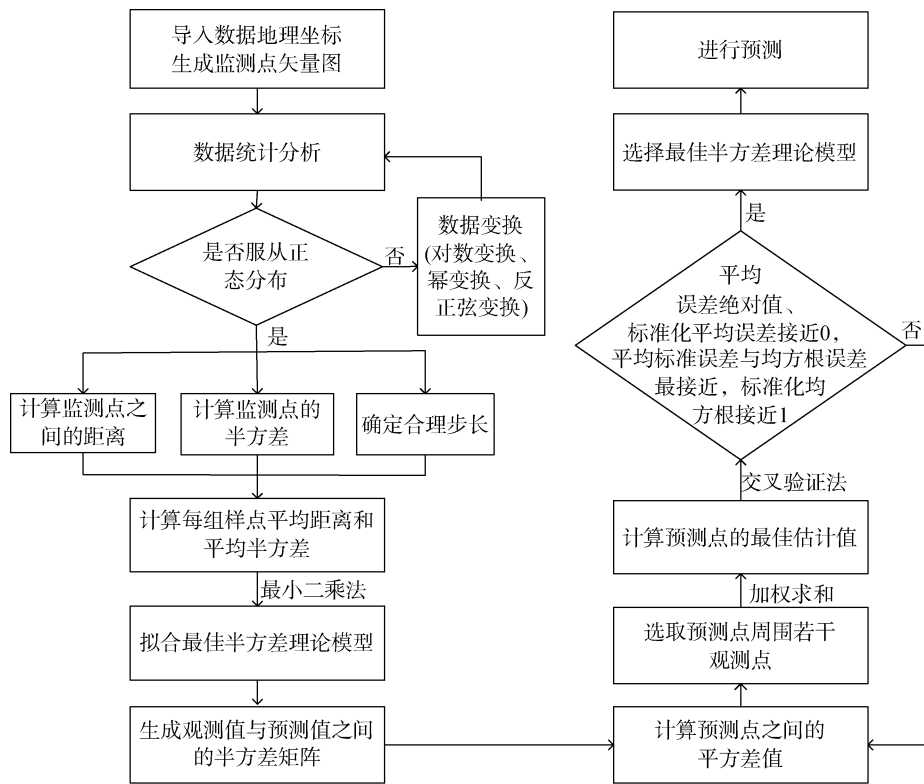 导入数据地理坐标
生成监测点矢量图
数据统计分析
是否服从正
态分布
否
数据变换
(对数变换、
幂变换、反
正弦变换)
是
计算监测点之
间的距离
计算监测点的
半方差
确定合理步长
计算每组样点平均距离和
平均半方差
最小二乘法
拟合最佳半方差理论模型
生成观测值与预测值之间
的半方差矩阵
进行预测
选择最佳半方差理论模型
是
平均
误差绝对值、
标准化平均误差接近0，
平均标准误差与均方根误差
最接近，标准化均
方根接近1
否
交叉验证法
计算预测点的最佳估计值
加权求和
选取预测点周围若干
观测点
计算预测点之间的
平方差值